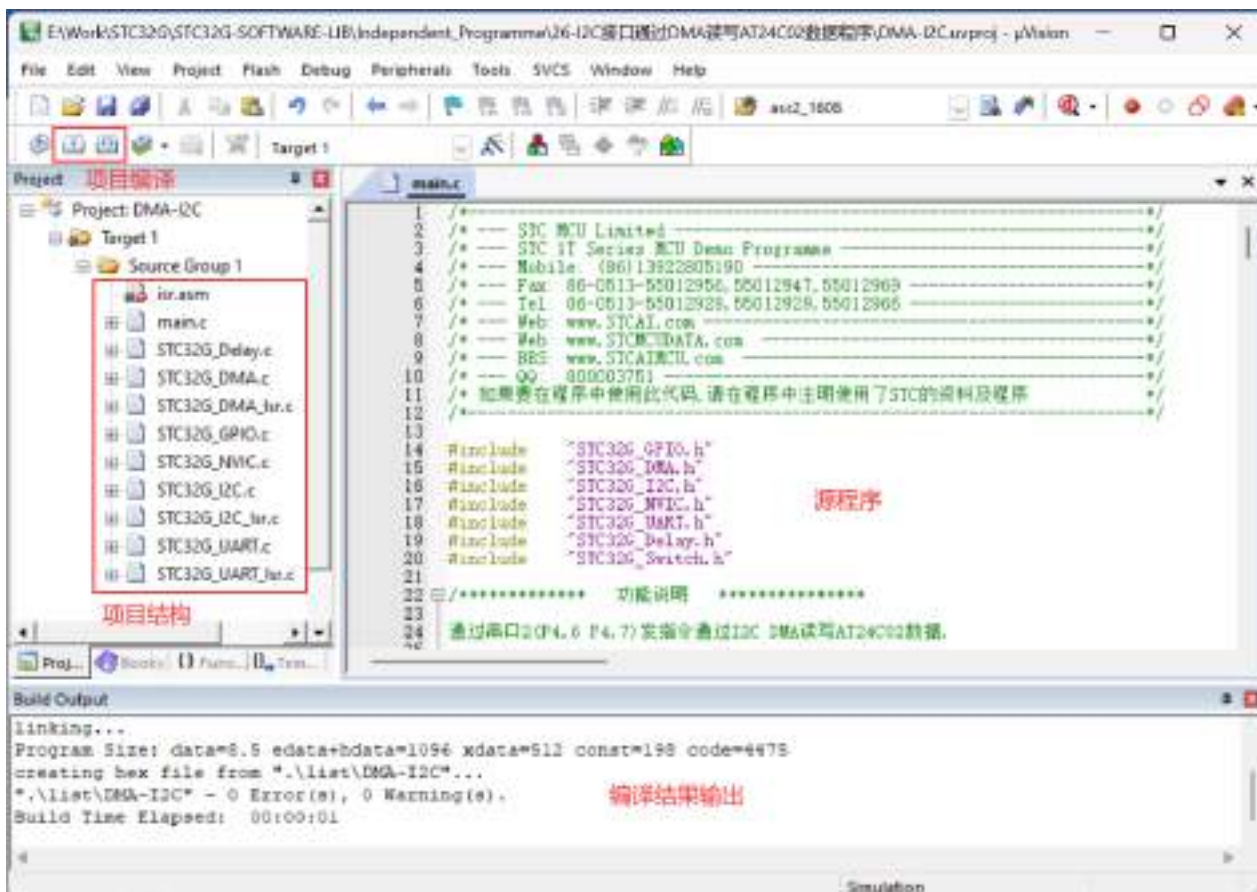 E:\Work\STC32G\STC32G-SOFTWARE-LIB\Independent_Programme\26-I2C接口通过DMA读写AT24C02数据程序\DMA-I2C.uvproj - µVision
File Edit View Project Flash Debug Peripherals Tools SVCS Window Help
asc2_1608
Target 1
Project 项目编译
main.c
Project: DMA-I2C
Target 1
Source Group 1
isr.asm
main.c
STC32G_Delay.c
STC32G_DMA.c
STC32G_DMA_Isr.c
STC32G_GPIO.c
STC32G_NVIC.c
STC32G_I2C.c
STC32G_I2C_Isr.c
STC32G_UART.c
STC32G_UART_Isr.c
项目结构
Proj... Books {} Func... Tem...
1 /*---------------------------------------------------------------------*/
2 /* --- STC MCU Limited ------------------------------------------------*/
3 /* --- STC 1T Series MCU Demo Programme -------------------------------*/
4 /* --- Mobile: (86)13922805190 ----------------------------------------*/
5 /* --- Fax: 86-0513-55012956,55012947,55012969 ------------------------*/
6 /* --- Tel: 86-0513-55012928,55012929,55012966 ------------------------*/
7 /* --- Web: www.STCAI.com ---------------------------------------------*/
8 /* --- Web: www.STCMCUDATA.com ---------------------------------------*/
9 /* --- BBS: www.STCAIMCU.com -----------------------------------------*/
10 /* --- QQ: 800003751 -------------------------------------------------*/
11 /* 如果要在程序中使用此代码,请在程序中注明使用了STC的资料及程序 */
12 /*---------------------------------------------------------------------*/
13
14 #include "STC32G_GPIO.h"
15 #include "STC32G_DMA.h"
16 #include "STC32G_I2C.h"
17 #include "STC32G_NVIC.h"
18 #include "STC32G_UART.h"
19 #include "STC32G_Delay.h"
20 #include "STC32G_Switch.h"
源程序
21
22 /************* 功能说明 ***************
23
24 通过串口2(P4.6 P4.7)发指令通过I2C DMA读写AT24C02数据.
Build Output
linking...
Program Size: data=8.5 edata+hdata=1096 xdata=512 const=198 code=4475
creating hex file from ".\list\DMA-I2C"...
".\list\DMA-I2C" - 0 Error(s), 0 Warning(s).
Build Time Elapsed: 00:00:01
编译结果输出
Simulation